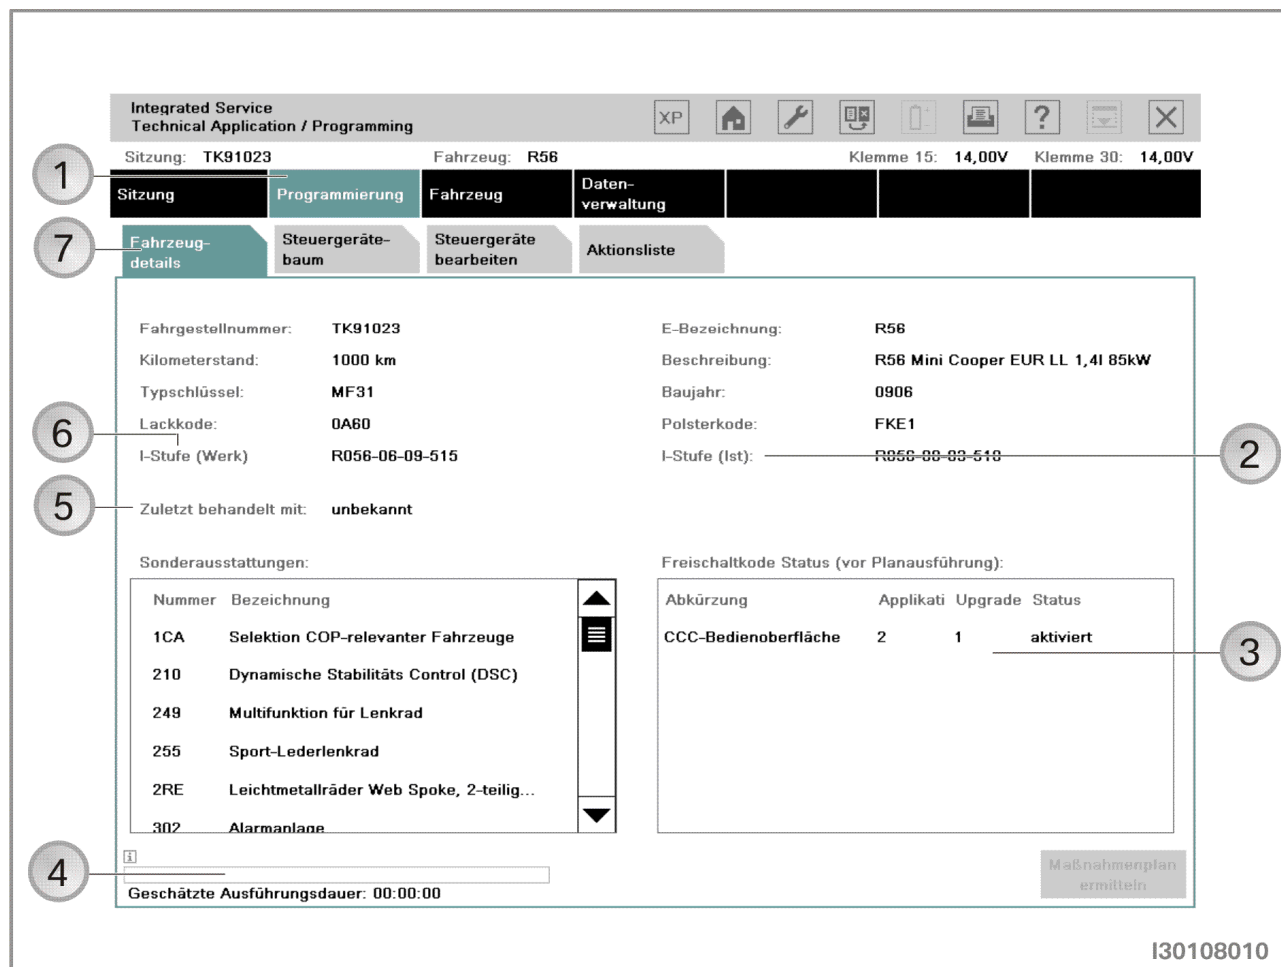 Integrated Service
Technical Application / Programming
XP
?
Sitzung: TK91023 Fahrzeug: R56 Klemme 15: 14,00V Klemme 30: 14,00V
1
Sitzung Programmierung Fahrzeug Daten-
verwaltung
7
Fahrzeug-
details
Steuergeräte-
baum
Steuergeräte
bearbeiten
Aktionsliste
Fahrgestellnummer: TK91023 E-Bezeichnung: R56
Kilometerstand: 1000 km Beschreibung: R56 Mini Cooper EUR LL 1,4l 85kW
Typschlüssel: MF31 Baujahr: 0906
Lackkode: 0A60 Polsterkode: FKE1
6
I-Stufe (Werk) R056-06-09-515 I-Stufe (Ist):
2
5
Zuletzt behandelt mit: unbekannt
Sonderausstattungen: Freischaltkode Status (vor Planausführung):
Nummer Bezeichnung Abkürzung Applikati Upgrade Status
1CA Selektion COP-relevanter Fahrzeuge CCC-Bedienoberfläche 2 1 aktiviert
3
210 Dynamische Stabilitäts Control (DSC)
249 Multifunktion für Lenkrad
255 Sport-Lederlenkrad
2RE Leichtmetallräder Web Spoke, 2-teilig...
302 Alarmanlage
i
4
Geschätzte Ausführungsdauer: 00:00:00
Maßnahmenplan
ermitteln
I30108010